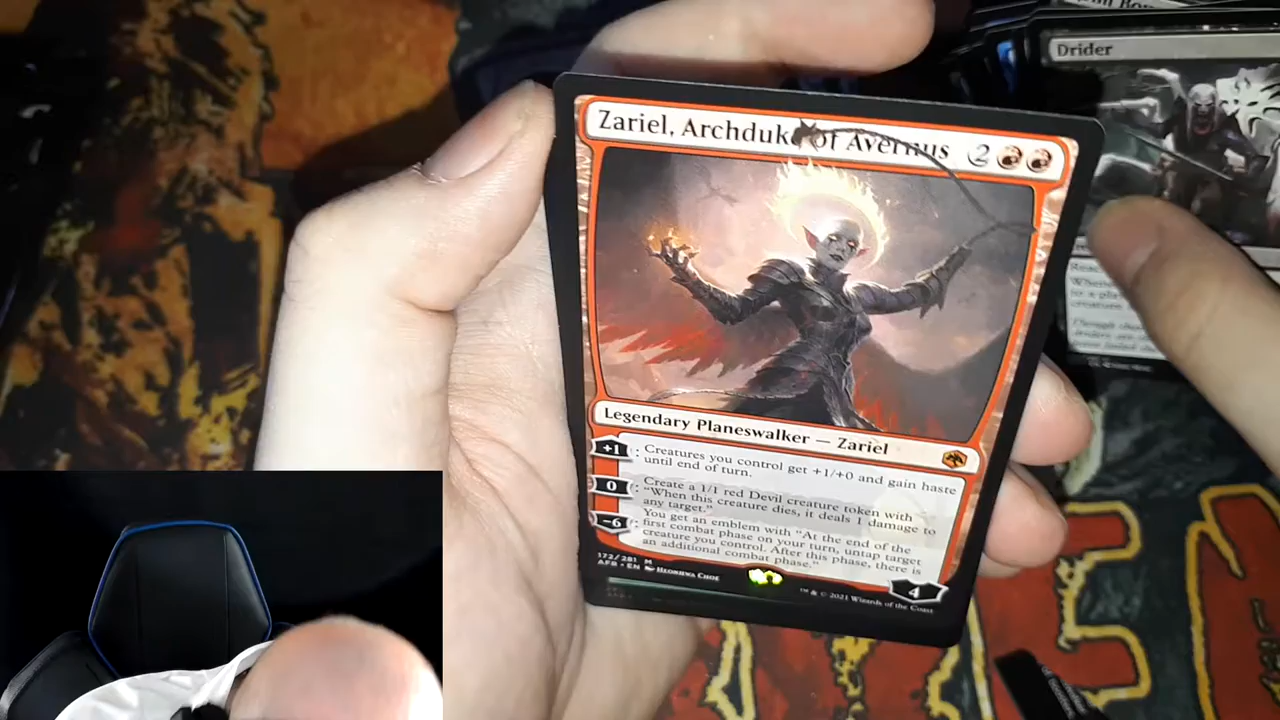 Drider
Zariel, Archduke of Avernus 2
Legendary Planeswalker — Zariel
+1: Creatures you control get +1/+0 and gain haste
until end of turn.
0: Create a 1/1 red Devil creature token with
"When this creature dies, it deals 1 damage to
any target."
-6: You get an emblem with "At the end of the
first combat phase on your turn, untap target
creature you control. After this phase, there is
an additional combat phase."
172/281 M
AFR • EN Heonhwa Choe
4
™ & © 2021 Wizards of the Coast